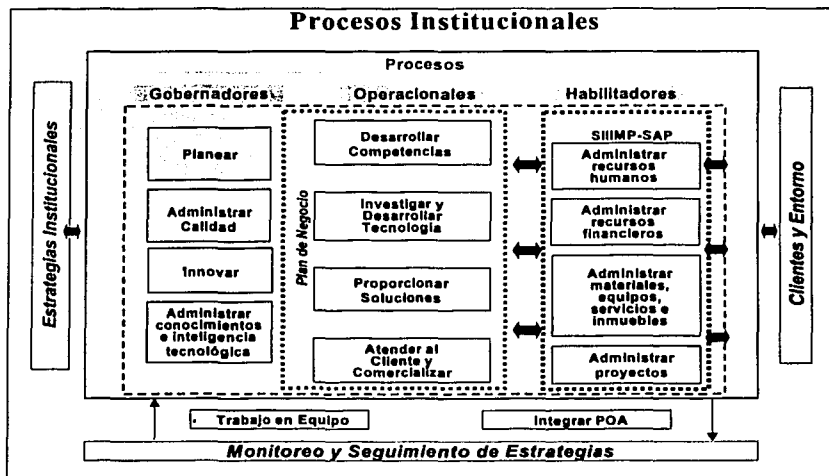 Procesos Institucionales
Procesos
Gobernadores
Operacionales
Habilitadores
Estrategias Institucionales
Planear
Administrar
Calidad
Innovar
Administrar
conocimientos
e inteligencia
tecnológica
Plan de Negocio
Desarrollar
Competencias
Investigar y
Desarrollar
Tecnología
Proporcionar
Soluciones
Atender al
Cliente y
Comercializar
SIIIMP-SAP
Administrar
recursos
humanos
Administrar
recursos
financieros
Administrar
materiales,
equipos,
servicios e
inmuebles
Administrar
proyectos
Clientes y Entorno
Trabajo en Equipo
Integrar POA
Monitoreo y Seguimiento de Estrategias